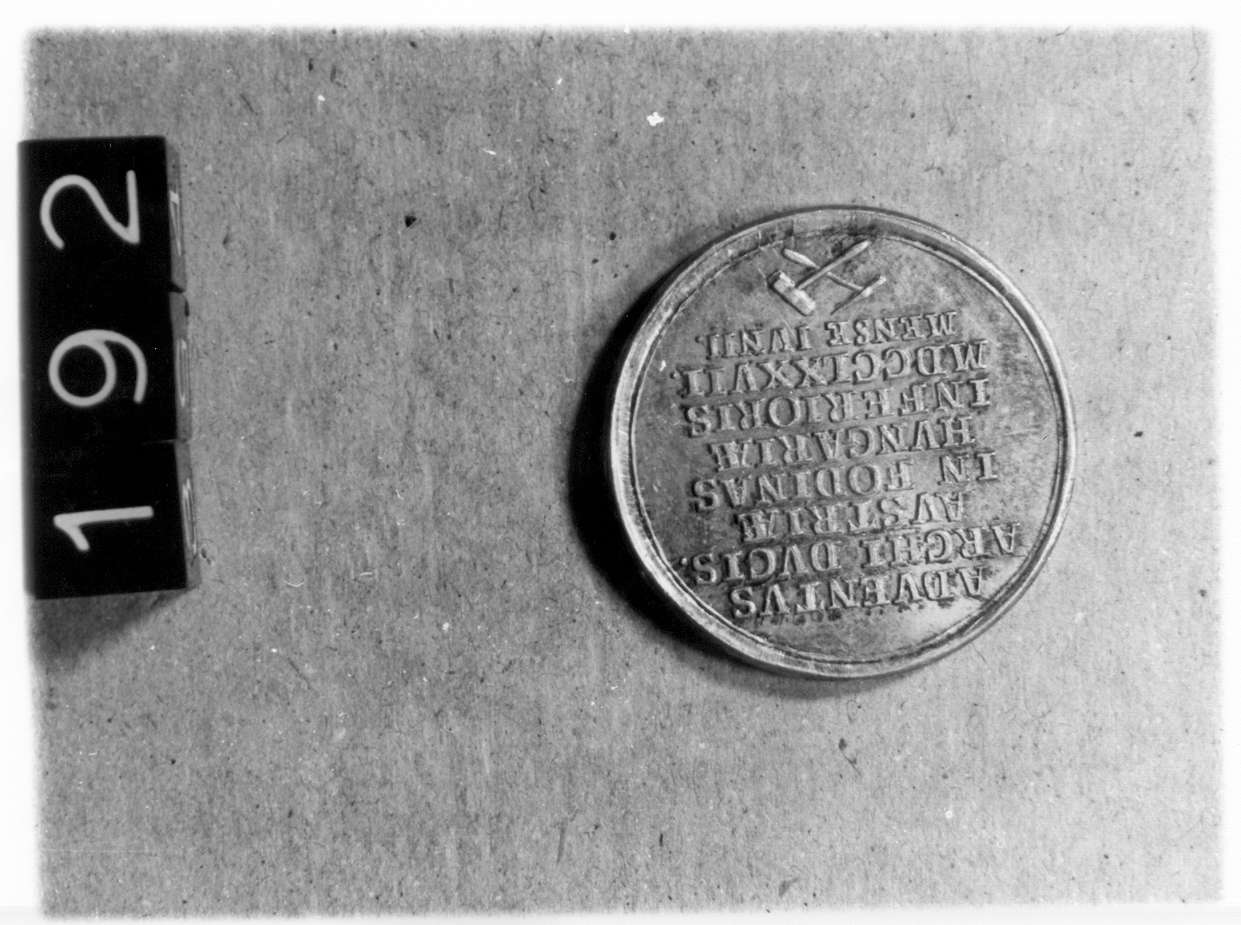 192
ADVENTVS
ARCHI DVCIS.
AVSTRIÆ
IN FODINAS
HVNGARIÆ
INFERIORIS
MDCCLXXVII.
MENSE IVNII.